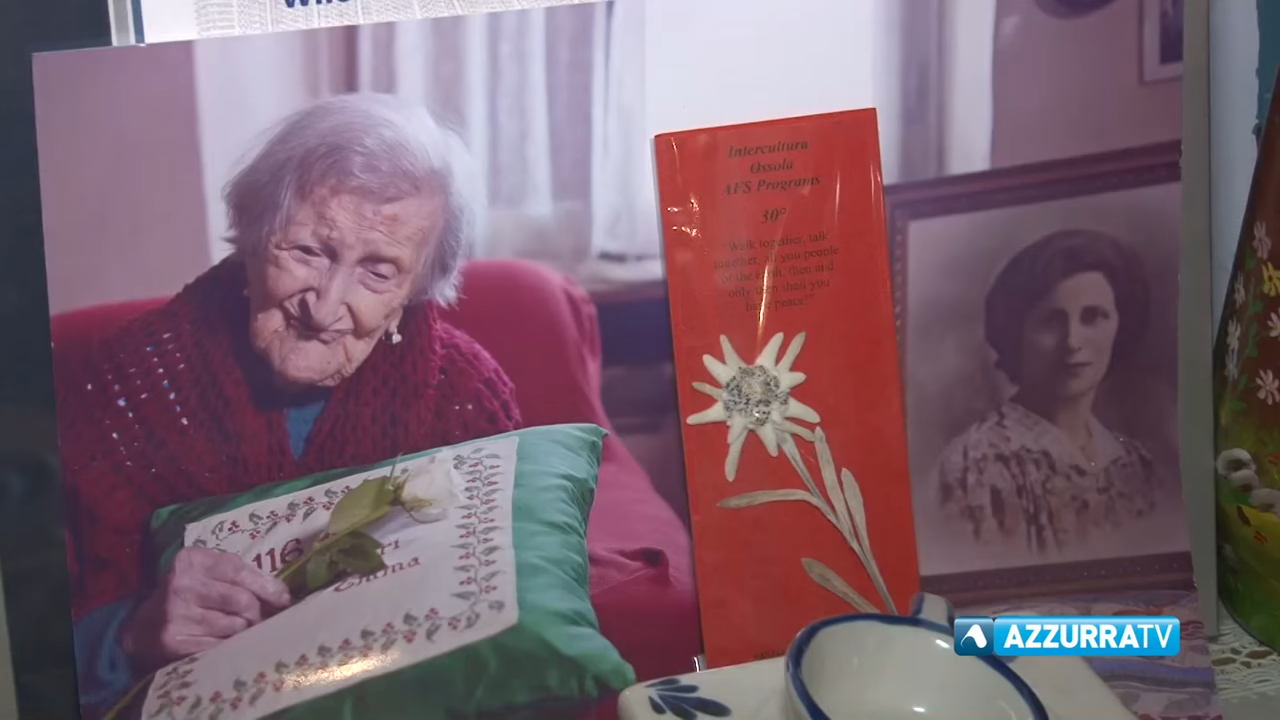 Intercultura
Ossola
AFS Programs
30°
"Walk together, talk
together, all you people
of the earth, then and
only then shall you
have peace!"
116
Emma
AZZURRATV